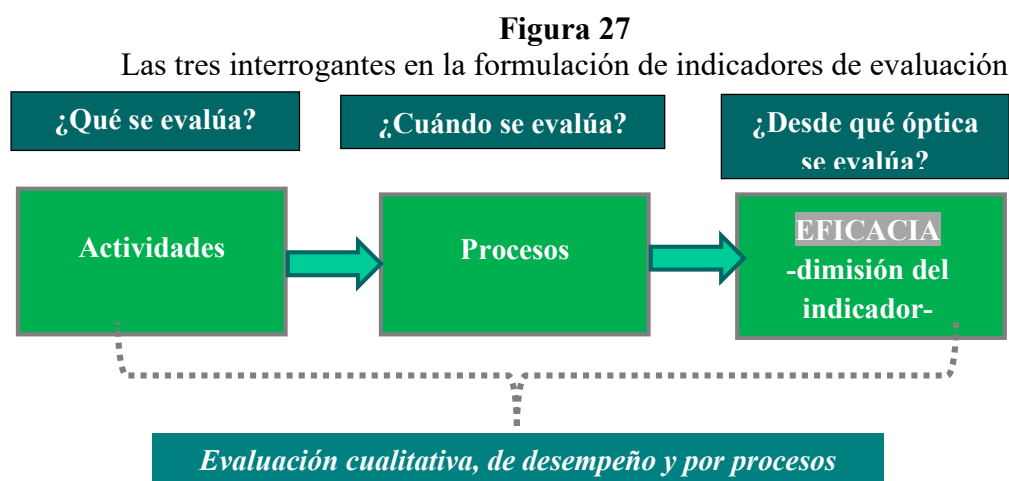 Figura 27
Las tres interrogantes en la formulación de indicadores de evaluación
¿Qué se evalúa?
¿Cuándo se evalúa?
¿Desde qué óptica
se evalúa?
Actividades
Procesos
EFICACIA
-dimisión del
indicador-
Evaluación cualitativa, de desempeño y por procesos